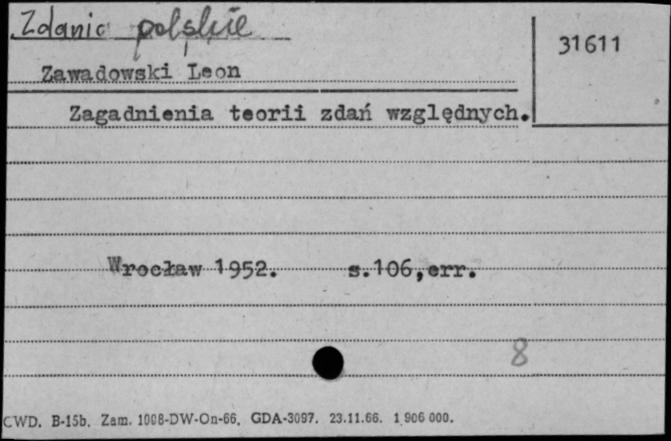 Zdanie polskie
31611
Zawadowski Leon
Zagadnienia teorii zdań względnych.
Wrocław 1952. s.106,err.
8
CWD. B-15b. Zam. 1008-DW-On-66. GDA-3097. 23.11.66. 1 906 000.